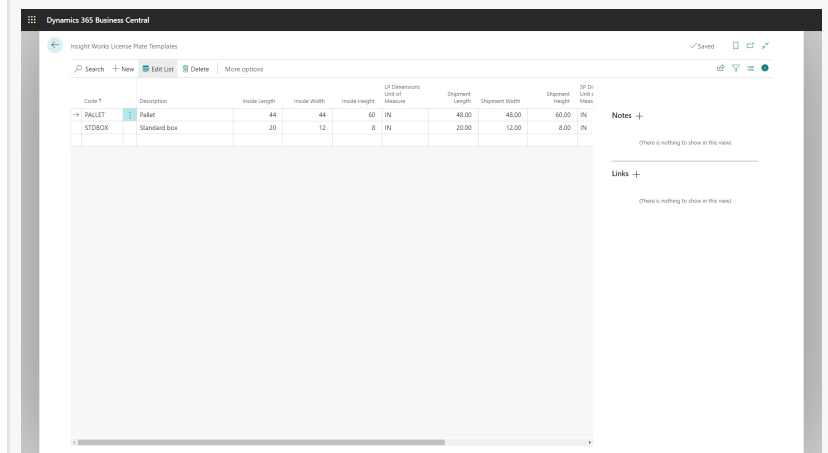 Dynamics 365 Business Central
Insight Works License Plate Templates
Saved
Search New Edit List Delete More options
Code↑ Description Inside Length Inside Width Inside Height LP Dimensions Unit of Measure Shipment Length Shipment Width Shipment Height SP Di Unit o Meas
PALLET Pallet 44 44 60 IN 48.00 48.00 60.00 IN
STDBOX Standard box 20 12 8 IN 20.00 12.00 8.00 IN
Notes
(There is nothing to show in this view)
Links
(There is nothing to show in this view)